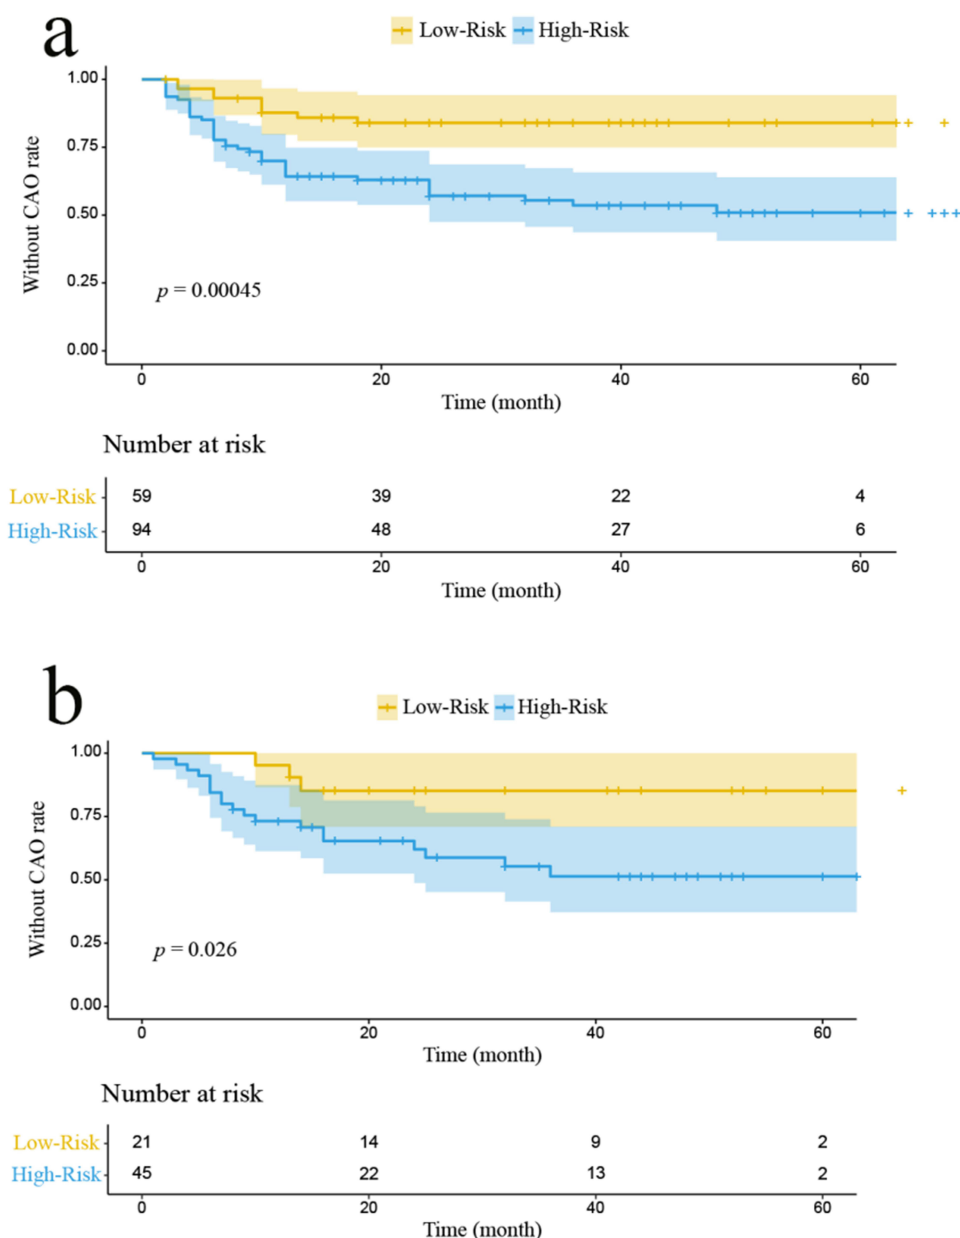 a
Low-Risk High-Risk
1.00
0.75
0.50
0.25
0.00
Without CAO rate
p = 0.00045
0 20 40 60
Time (month)
Number at risk
Low-Risk 59 39 22 4
High-Risk 94 48 27 6
0 20 40 60
Time (month)
b
Low-Risk High-Risk
1.00
0.75
0.50
0.25
0.00
Without CAO rate
p = 0.026
0 20 40 60
Time (month)
Number at risk
Low-Risk 21 14 9 2
High-Risk 45 22 13 2
0 20 40 60
Time (month)